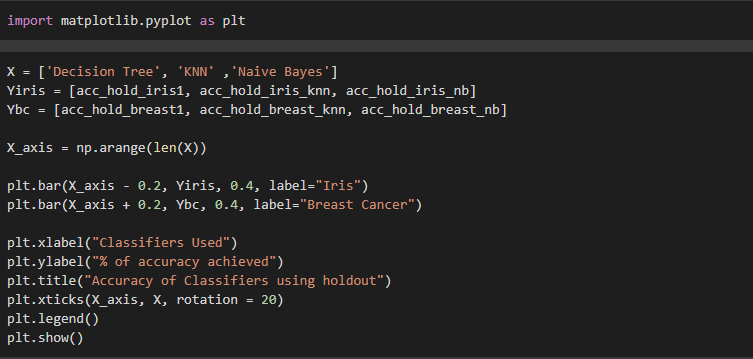 import matplotlib.pyplot as plt
X = ['Decision Tree', 'KNN' ,'Naive Bayes']
Yiris = [acc_hold_iris1, acc_hold_iris_knn, acc_hold_iris_nb]
Ybc = [acc_hold_breast1, acc_hold_breast_knn, acc_hold_breast_nb]
X_axis = np.arange(len(X))
plt.bar(X_axis - 0.2, Yiris, 0.4, label="Iris")
plt.bar(X_axis + 0.2, Ybc, 0.4, label="Breast Cancer")
plt.xlabel("Classifiers Used")
plt.ylabel("% of accuracy achieved")
plt.title("Accuracy of Classifiers using holdout")
plt.xticks(X_axis, X, rotation = 20)
plt.legend()
plt.show()